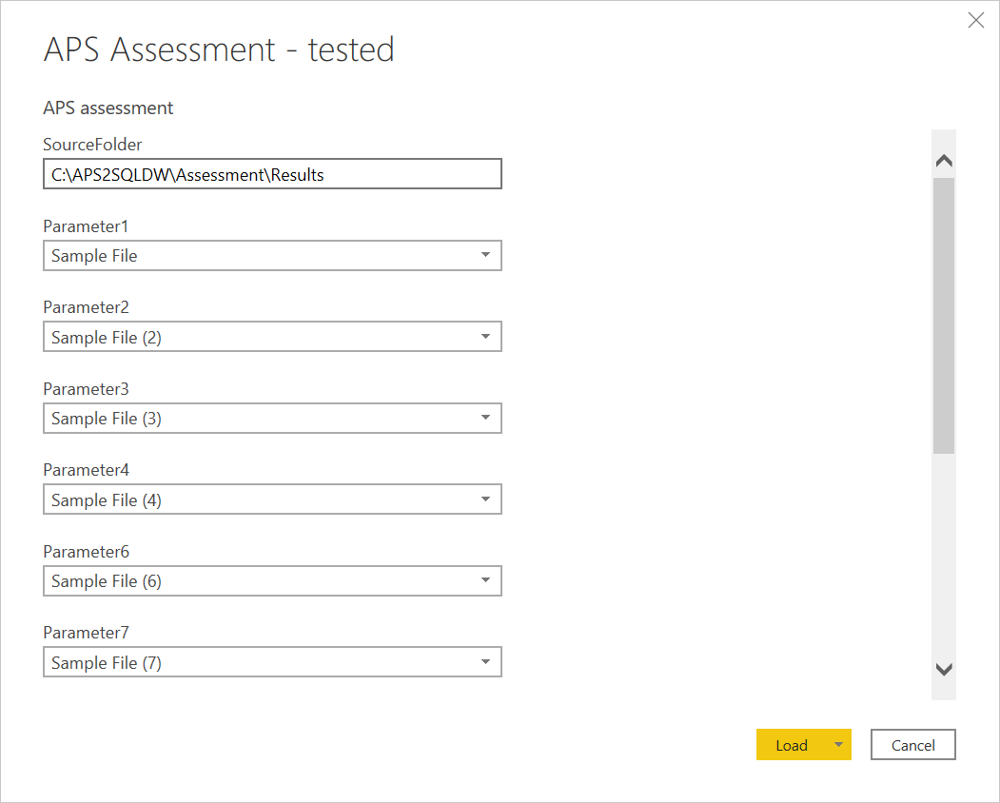 APS Assessment - tested
APS assessment
SourceFolder
C:\APS2SQLDW\Assessment\Results
Parameter1
Sample File
Parameter2
Sample File (2)
Parameter3
Sample File (3)
Parameter4
Sample File (4)
Parameter6
Sample File (6)
Parameter7
Sample File (7)
Load
Cancel